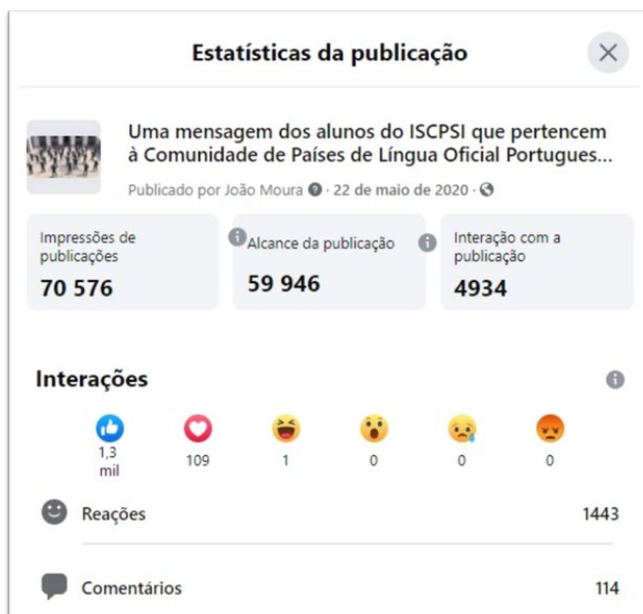 Estatísticas da publicação
Uma mensagem dos alunos do ISCPSI que pertencem
à Comunidade de Países de Língua Oficial Portugues...
Publicado por João Moura · 22 de maio de 2020 ·
Impressões de
publicações
70 576
Alcance da publicação
59 946
Interação com a
publicação
4934
Interações
1,3
mil
109
1
0
0
0
Reações
1443
Comentários
114